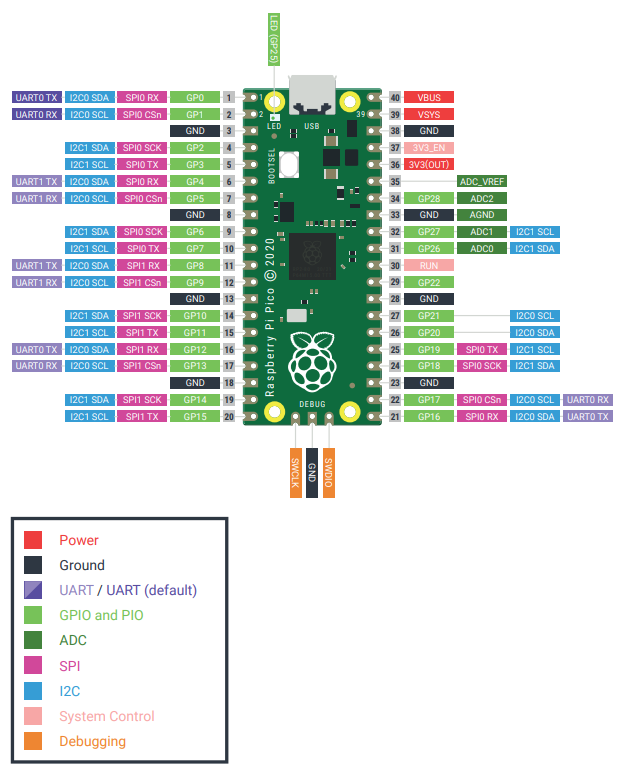 LED (GP25)
UART0 TX I2C0 SDA SPI0 RX GP0 1 1 40 VBUS
UART0 RX I2C0 SCL SPI0 CSn GP1 2 2 39 39 VSYS
LED USB
GND 3 38 GND
I2C1 SDA SPI0 SCK GP2 4 37 3V3_EN
I2C1 SCL SPI0 TX GP3 5 36 3V3(OUT)
BOOTSEL
UART1 TX I2C0 SDA SPI0 RX GP4 6 35 ADC_VREF
UART1 RX I2C0 SCL SPI0 CSn GP5 7 34 GP28 ADC2
GND 8 33 GND AGND
I2C1 SDA SPI0 SCK GP6 9 32 GP27 ADC1 I2C1 SCL
I2C1 SCL SPI0 TX GP7 10 31 GP26 ADC0 I2C1 SDA
UART1 TX I2C0 SDA SPI1 RX GP8 11 30 RUN
UART1 RX I2C0 SCL SPI1 CSn GP9 12 29 GP22
GND 13 28 GND
I2C1 SDA SPI1 SCK GP10 14 27 GP21 I2C0 SCL
I2C1 SCL SPI1 TX GP11 15 26 GP20 I2C0 SDA
UART0 TX I2C0 SDA SPI1 RX GP12 16 25 GP19 SPI0 TX I2C1 SCL
UART0 RX I2C0 SCL SPI1 CSn GP13 17 24 GP18 SPI0 SCK I2C1 SDA
GND 18 23 GND
I2C1 SDA SPI1 SCK GP14 19 22 GP17 SPI0 CSn I2C0 SCL UART0 RX
I2C1 SCL SPI1 TX GP15 20 21 GP16 SPI0 RX I2C0 SDA UART0 TX
Raspberry Pi Pico © 2020
DEBUG
SWCLK
GND
SWDIO
Power
Ground
UART / UART (default)
GPIO and PIO
ADC
SPI
I2C
System Control
Debugging